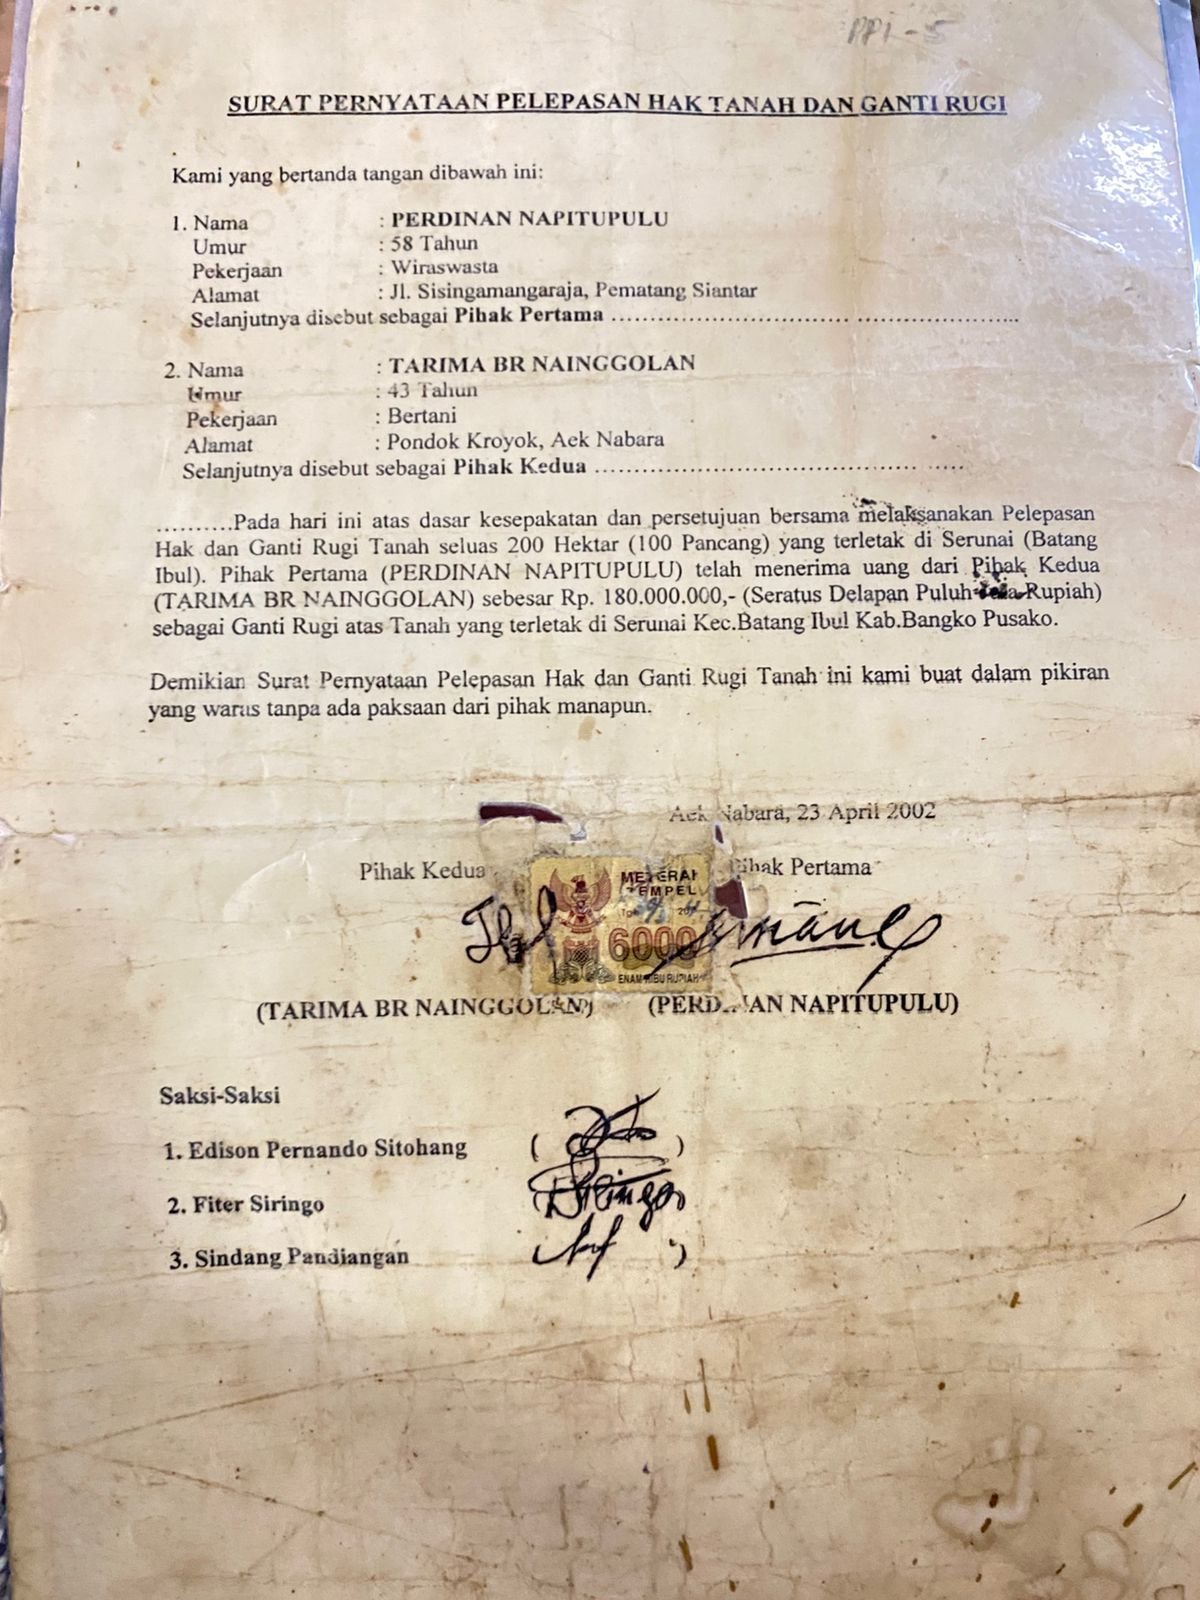 PPI - 5
SURAT PERNYATAAN PELEPASAN HAK TANAH DAN GANTI RUGI
Kami yang bertanda tangan dibawah ini:
1. Nama : PERDINAN NAPITUPULU
Umur : 58 Tahun
Pekerjaan : Wiraswasta
Alamat : Jl. Sisingamangaraja, Pematang Siantar
Selanjutnya disebut sebagai Pihak Pertama ..........................................................
2. Nama : TARIMA BR NAINGGOLAN
Umur : 43 Tahun
Pekerjaan : Bertani
Alamat : Pondok Kroyok, Aek Nabara
Selanjutnya disebut sebagai Pihak Kedua ....................................................
..........Pada hari ini atas dasar kesepakatan dan persetujuan bersama melaksanakan Pelepasan
Hak dan Ganti Rugi Tanah seluas 200 Hektar (100 Pancang) yang terletak di Serunai (Batang
Ibul). Pihak Pertama (PERDINAN NAPITUPULU) telah menerima uang dari Pihak Kedua
(TARIMA BR NAINGGOLAN) sebesar Rp. 180.000.000,- (Seratus Delapan Puluh Rupiah)
sebagai Ganti Rugi atas Tanah yang terletak di Serunai Kec.Batang Ibul Kab.Bangko Pusako.
Demikian Surat Pernyataan Pelepasan Hak dan Ganti Rugi Tanah ini kami buat dalam pikiran
yang waras tanpa ada paksaan dari pihak manapun.
Aek Nabara, 23 April 2002
Pihak Kedua Pihak Pertama
METERAI
TEMPEL
6000
ENAM RIBU RUPIAH
(TARIMA BR NAINGGOLAN) (PERDINAN NAPITUPULU)
Saksi-Saksi
1. Edison Pernando Sitohang ( )
2. Fiter Siringo ( )
3. Sindang Pandiangan ( )